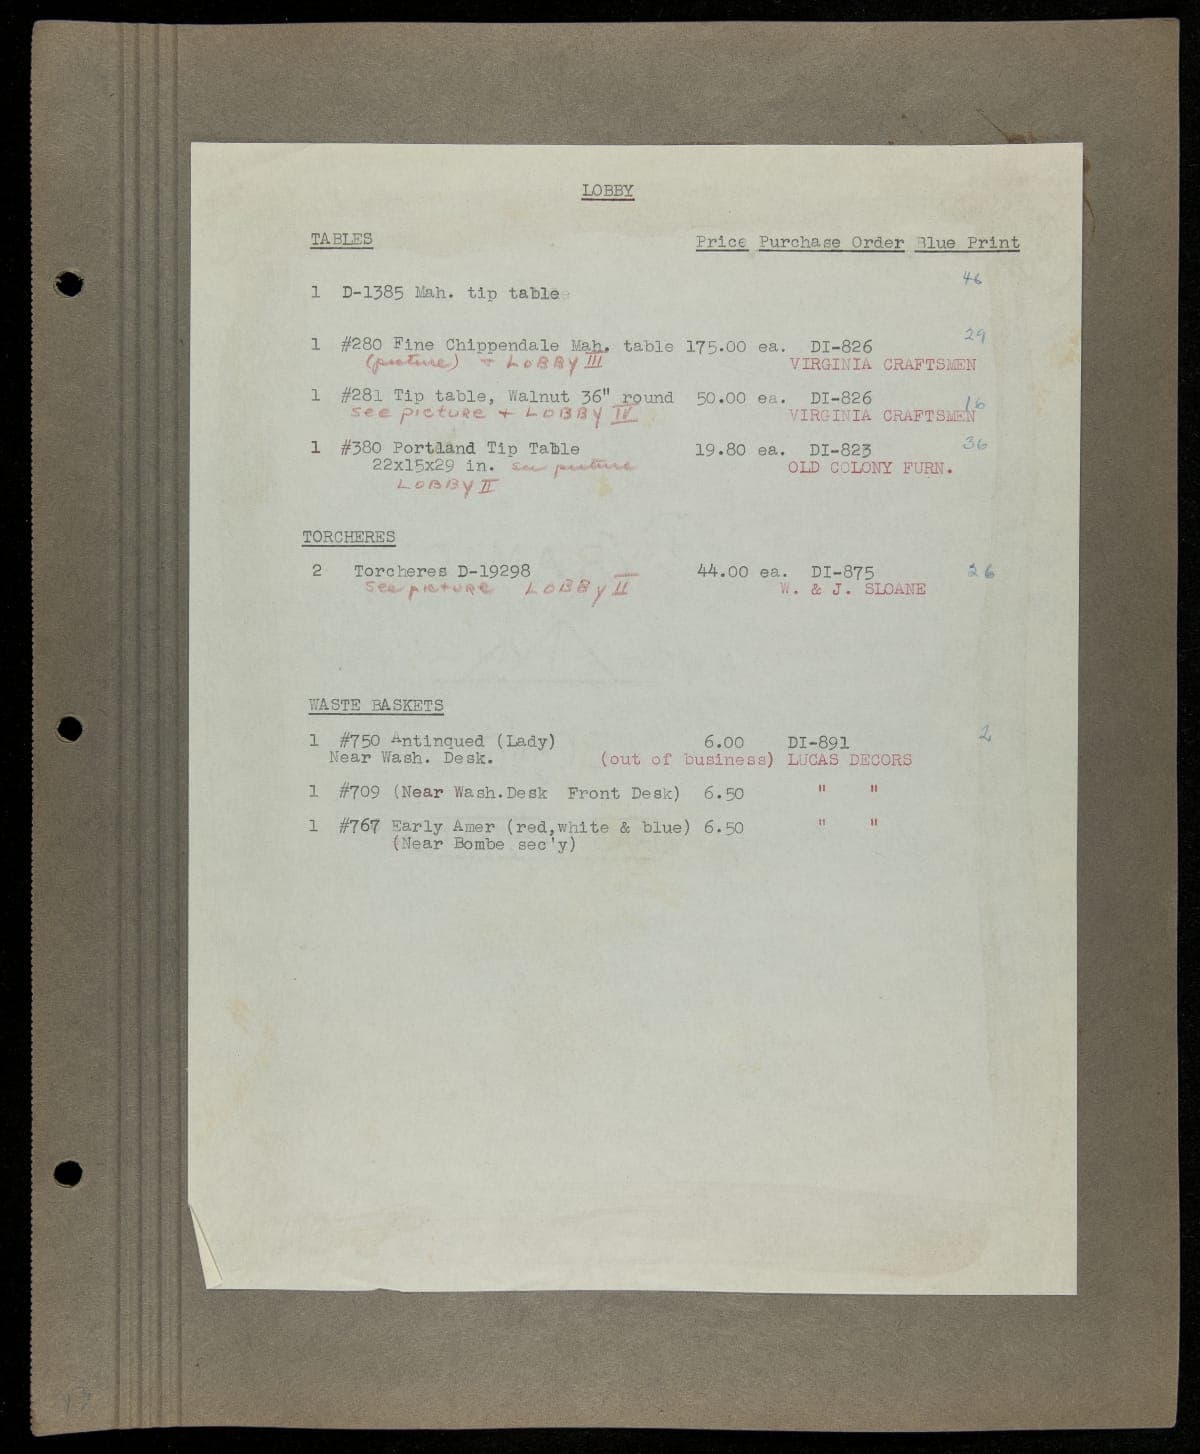 LOBBY
TABLES Price Purchase Order Blue Print
46
1 D-1385 Mah. tip table
29
1 #280 Fine Chippendale Mah. table 175.00 ea. DI-826
(picture) + LOBBY III VIRGINIA CRAFTSMEN
1 #281 Tip table, Walnut 36" round 50.00 ea. DI-826 16
see picture + LOBBY IV VIRGINIA CRAFTSMEN
1 #380 Portland Tip Table 19.80 ea. DI-823 36
22x15x29 in. see picture OLD COLONY FURN.
LOBBY II
TORCHERES
2 Torcheres D-19298 44.00 ea. DI-875 26
see picture LOBBY II W. & J. SLOANE
WASTE BASKETS
1 #750 Antinqued (Lady) 6.00 DI-891 2
Near Wash. Desk. (out of business) LUCAS DECORS
1 #709 (Near Wash.Desk Front Desk) 6.50 " "
1 #767 Early Amer (red,white & blue) 6.50 " "
(Near Bombe sec'y)